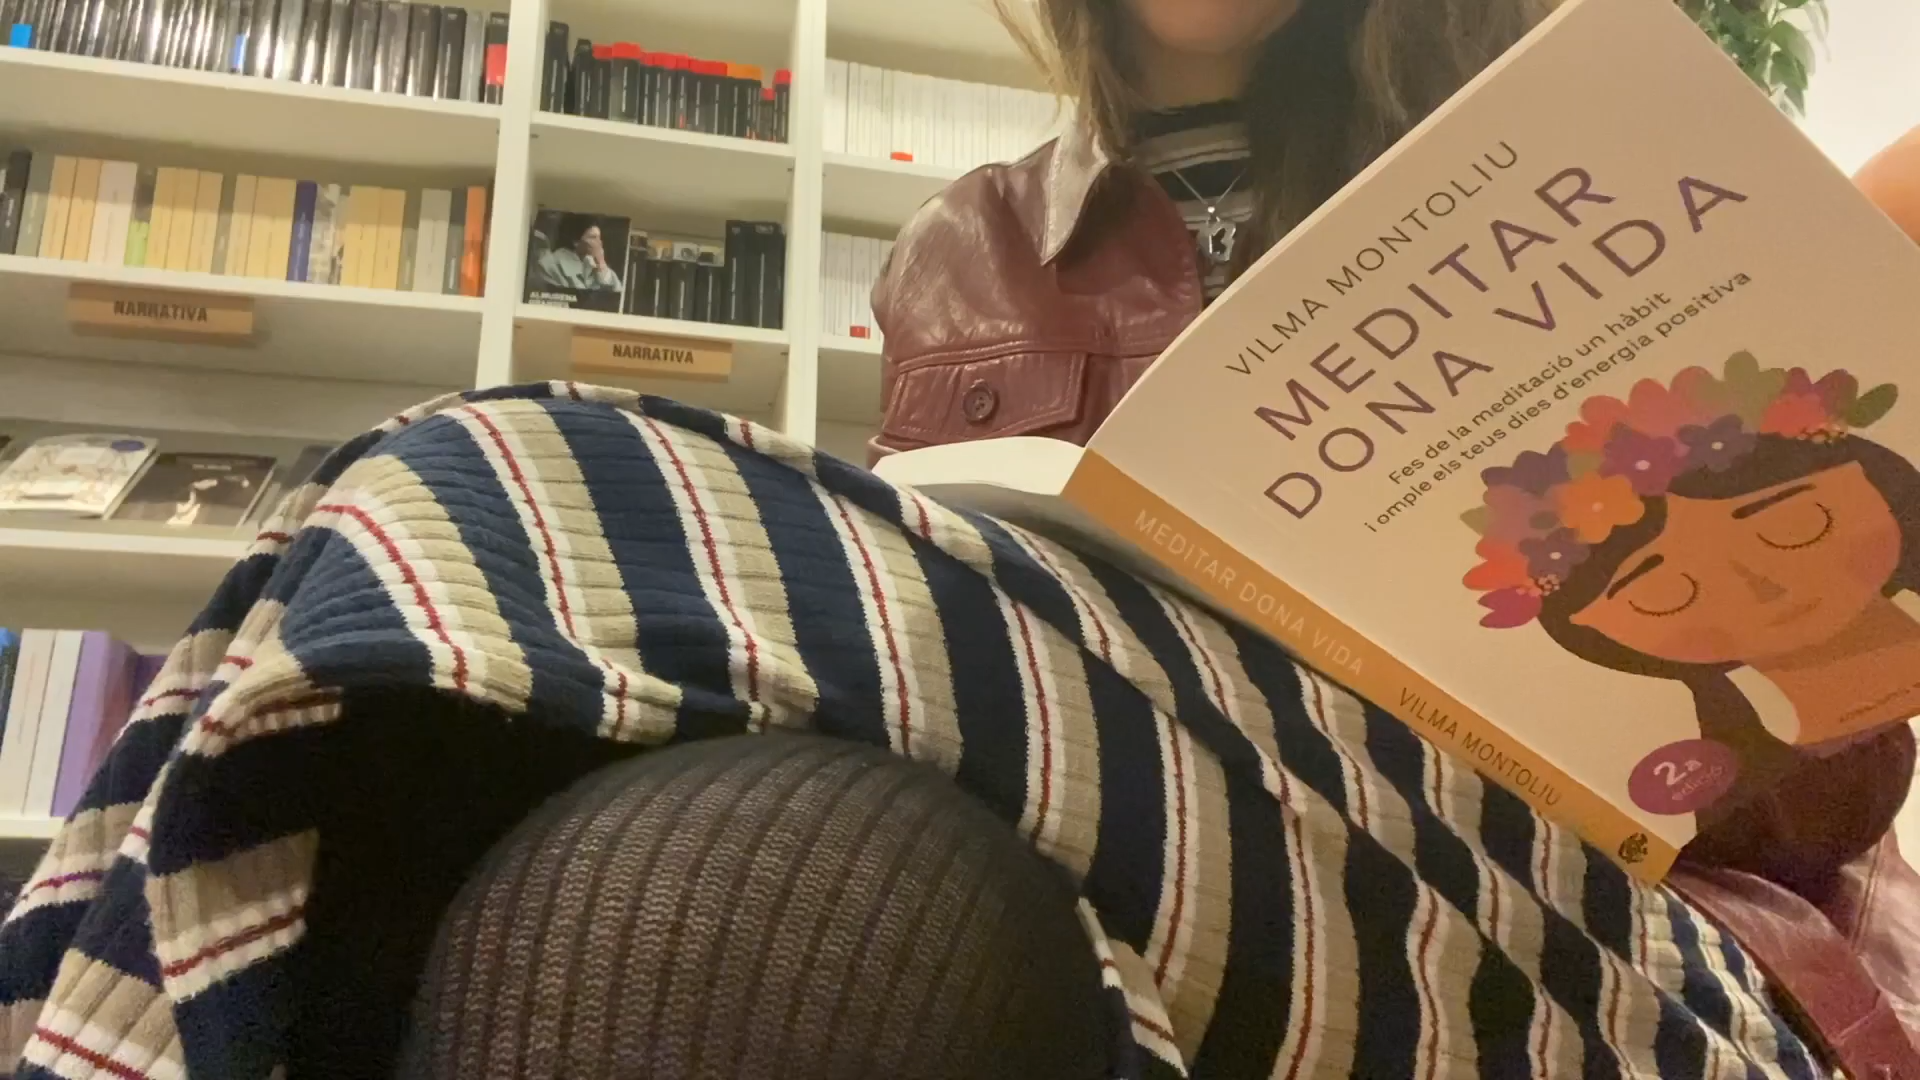 NARRATIVA
NARRATIVA
ALMUDENA
VILMA MONTOLIU
MEDITAR
DONA VIDA
Fes de la meditació un hàbit
i omple els teus dies d'energia positiva
2a
edició
MEDITAR DONA VIDA
VILMA MONTOLIU